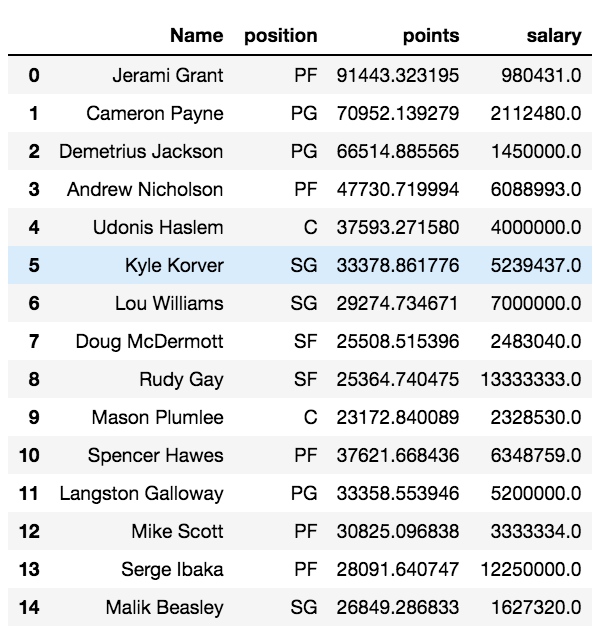 Name position points salary
0 Jerami Grant PF 91443.323195 980431.0
1 Cameron Payne PG 70952.139279 2112480.0
2 Demetrius Jackson PG 66514.885565 1450000.0
3 Andrew Nicholson PF 47730.719994 6088993.0
4 Udonis Haslem C 37593.271580 4000000.0
5 Kyle Korver SG 33378.861776 5239437.0
6 Lou Williams SG 29274.734671 7000000.0
7 Doug McDermott SF 25508.515396 2483040.0
8 Rudy Gay SF 25364.740475 13333333.0
9 Mason Plumlee C 23172.840089 2328530.0
10 Spencer Hawes PF 37621.668436 6348759.0
11 Langston Galloway PG 33358.553946 5200000.0
12 Mike Scott PF 30825.096838 3333334.0
13 Serge Ibaka PF 28091.640747 12250000.0
14 Malik Beasley SG 26849.286833 1627320.0